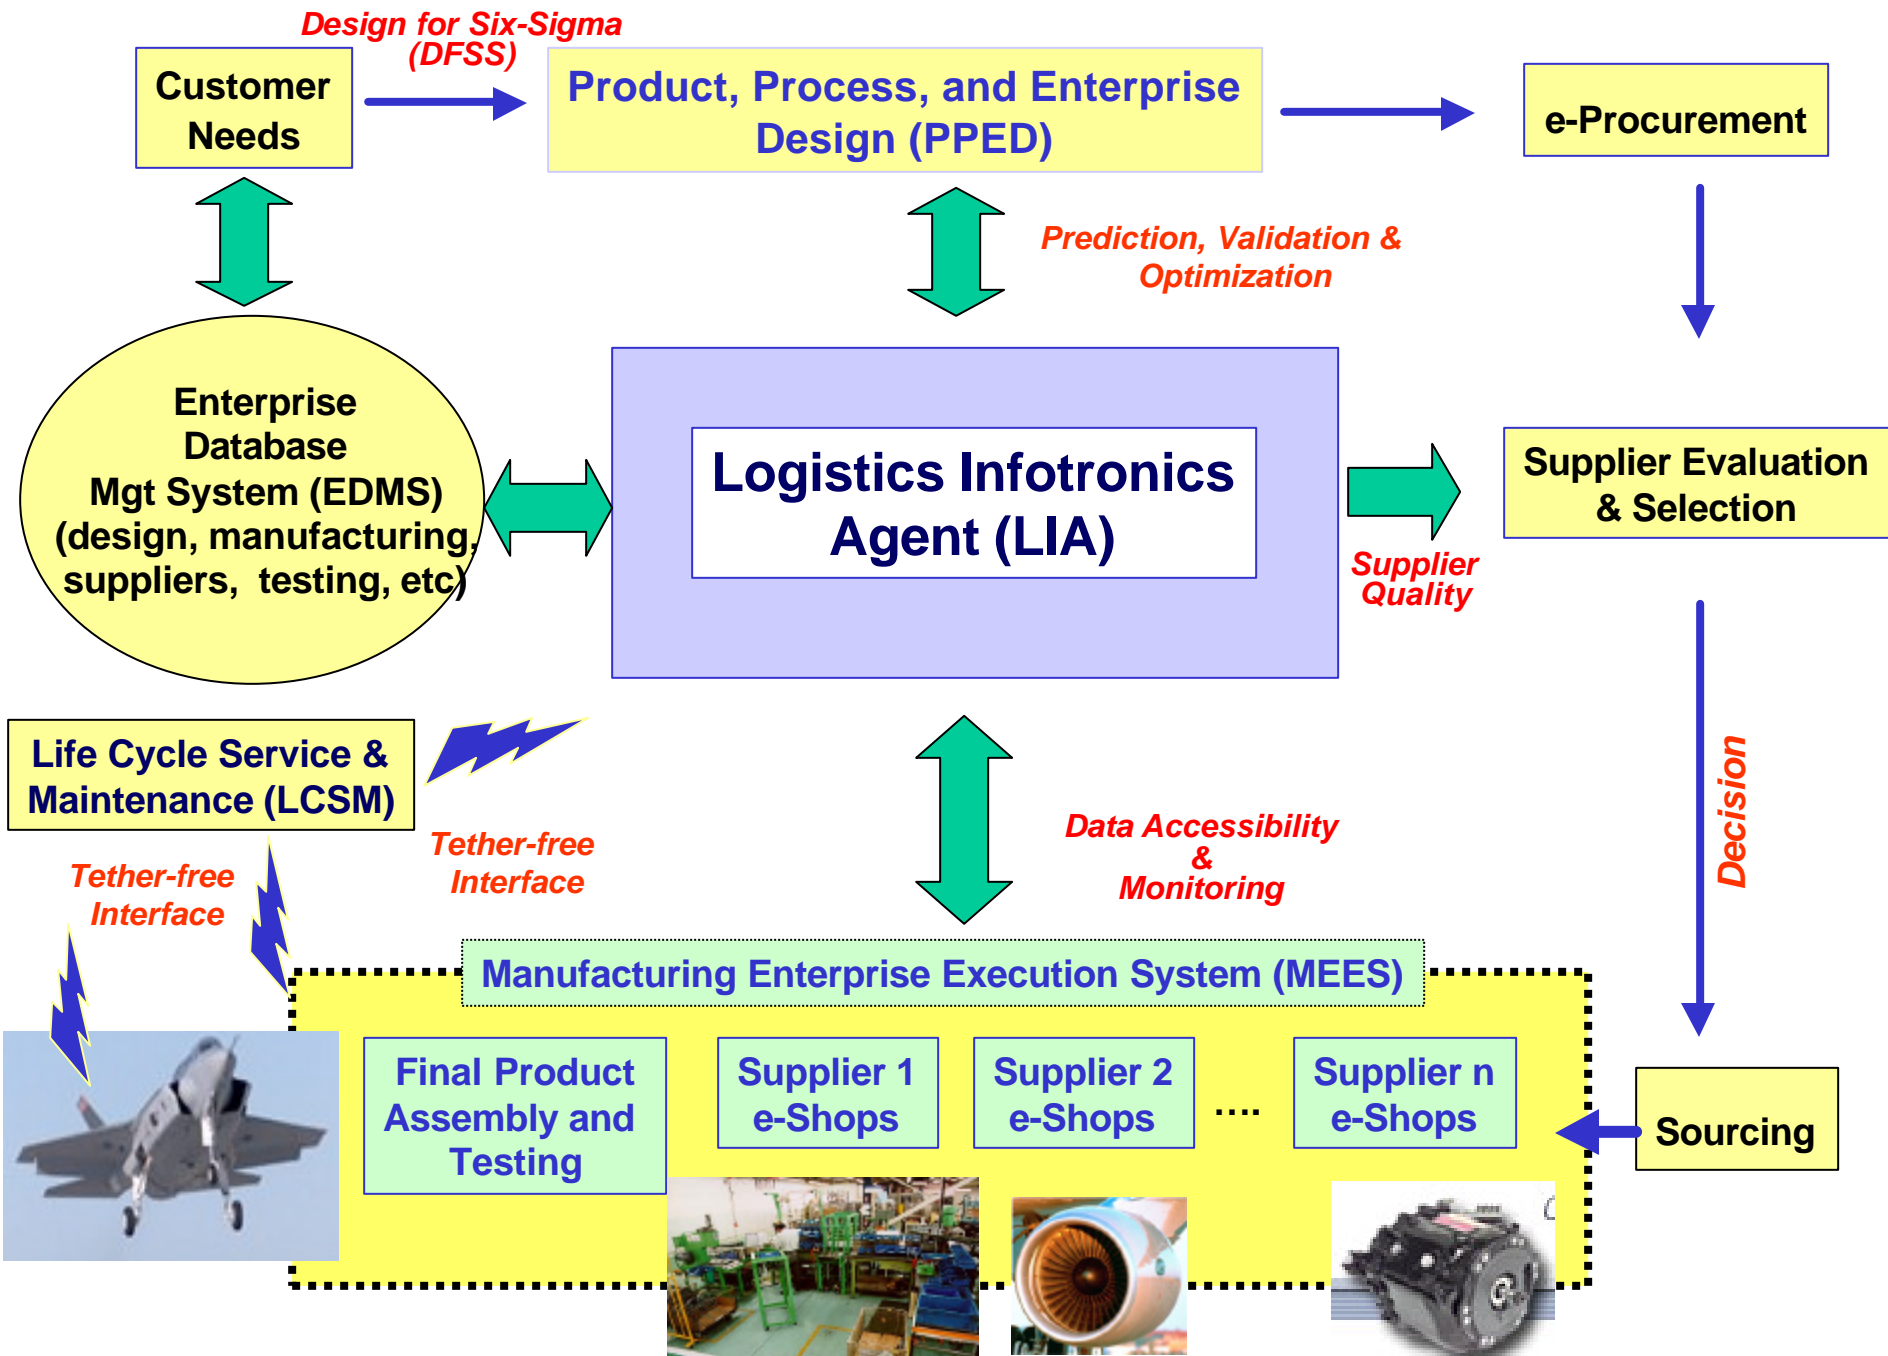 Design for Six-Sigma
(DFSS)
Customer
Needs
Product, Process, and Enterprise
Design (PPED)
e-Procurement
Prediction, Validation &
Optimization
Enterprise
Database
Mgt System (EDMS)
(design, manufacturing,
suppliers, testing, etc)
Logistics Infotronics
Agent (LIA)
Supplier Evaluation
& Selection
Supplier
Quality
Life Cycle Service &
Maintenance (LCSM)
Tether-free
Interface
Tether-free
Interface
Data Accessibility
&
Monitoring
Decision
Manufacturing Enterprise Execution System (MEES)
Final Product
Assembly and
Testing
Supplier 1
e-Shops
Supplier 2
e-Shops
....
Supplier n
e-Shops
Sourcing